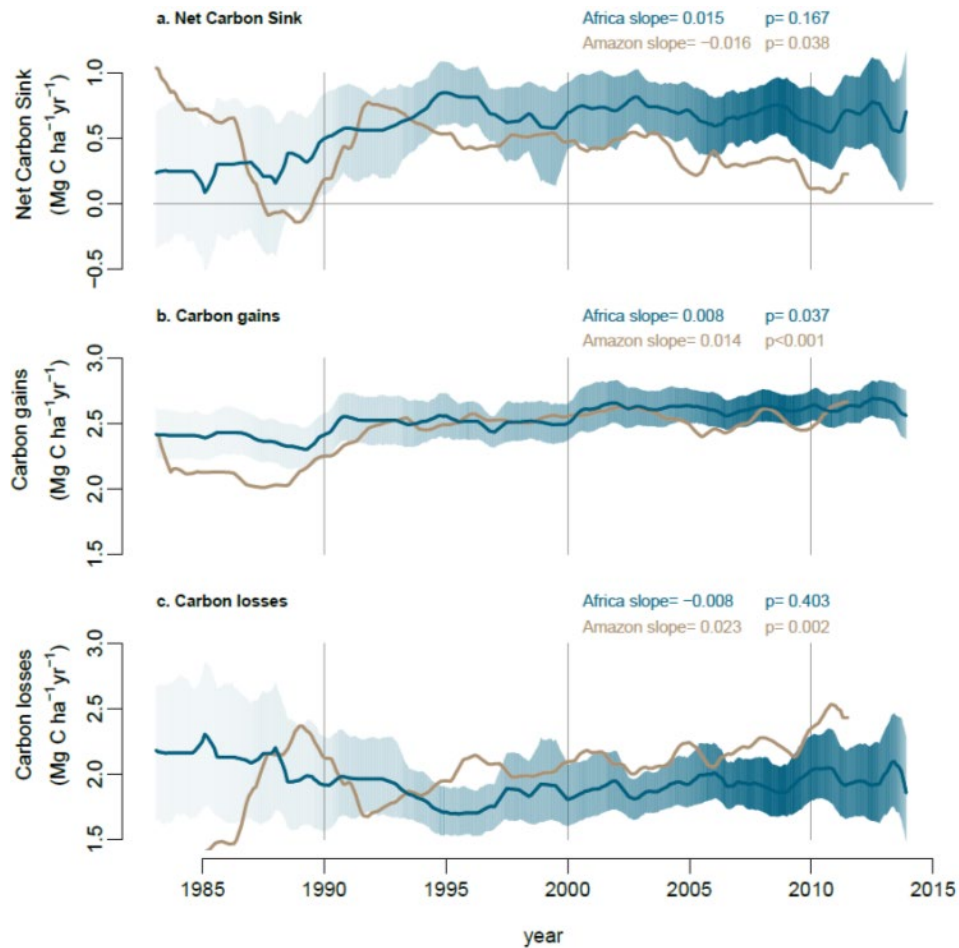 a. Net Carbon Sink
Africa slope= 0.015 p= 0.167
Amazon slope= −0.016 p= 0.038
Net Carbon Sink
(Mg C ha⁻¹yr⁻¹)
1.0
0.5
0.0
−0.5
b. Carbon gains
Africa slope= 0.008 p= 0.037
Amazon slope= 0.014 p<0.001
Carbon gains
(Mg C ha⁻¹yr⁻¹)
3.0
2.5
2.0
1.5
c. Carbon losses
Africa slope= −0.008 p= 0.403
Amazon slope= 0.023 p= 0.002
Carbon losses
(Mg C ha⁻¹yr⁻¹)
3.0
2.5
2.0
1.5
1985 1990 1995 2000 2005 2010 2015
year